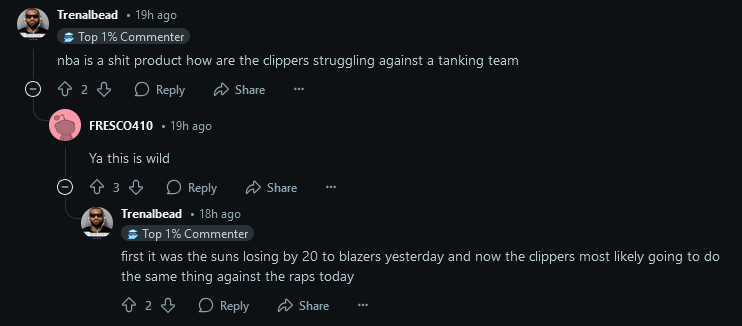 Trenalbead • 19h ago
Top 1% Commenter
nba is a shit product how are the clippers struggling against a tanking team
2 Reply Share ...
FRESCO410 • 19h ago
Ya this is wild
3 Reply Share ...
Trenalbead • 18h ago
Top 1% Commenter
first it was the suns losing by 20 to blazers yesterday and now the clippers most likely going to do
the same thing against the raps today
2 Reply Share ...